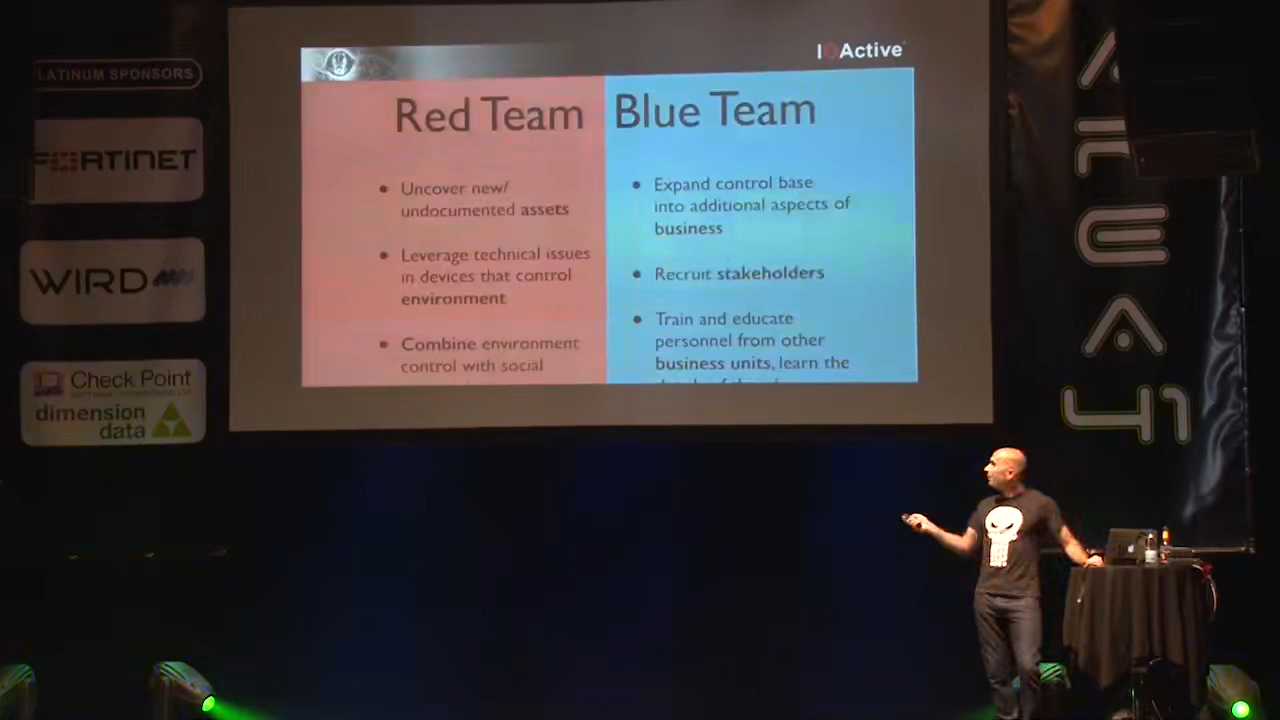 PLATINUM SPONSORS
FORTINET
WIRD
Check Point
dimension
data
IOActive
Red Team
• Uncover new/
undocumented assets
• Leverage technical issues
in devices that control
environment
• Combine environment
control with social
Blue Team
• Expand control base
into additional aspects of
business
• Recruit stakeholders
• Train and educate
personnel from other
business units, learn the
AREA
41